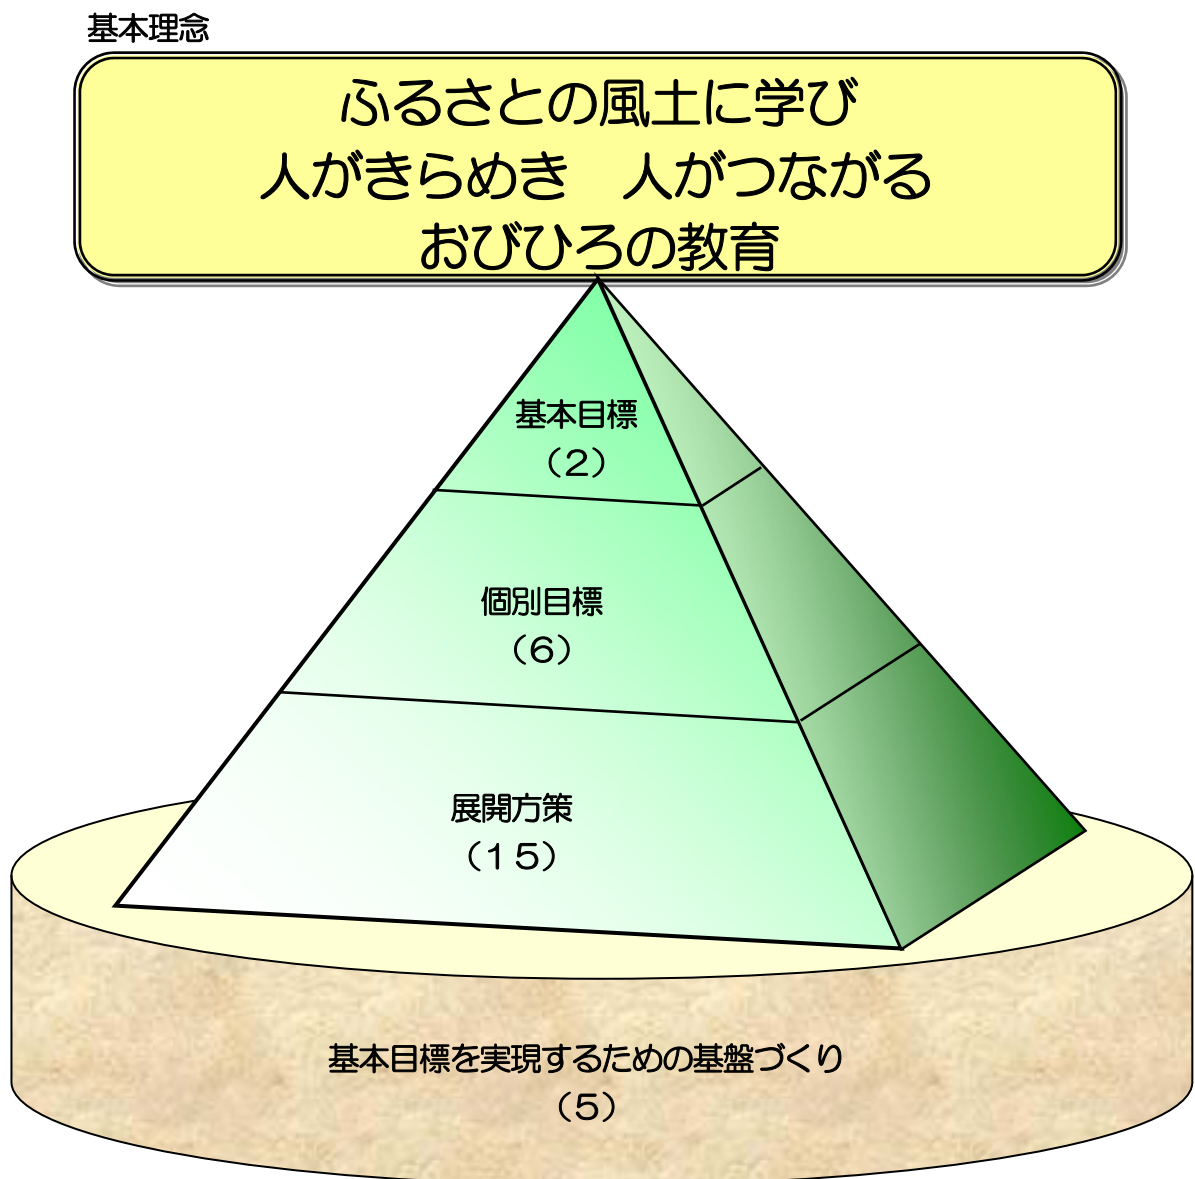 基本理念
ふるさとの風土に学び
人がきらめき　人がつながる
おびひろの教育
基本目標
（２）
個別目標
（６）
展開方策
（１５）
基本目標を実現するための基盤づくり
（５）